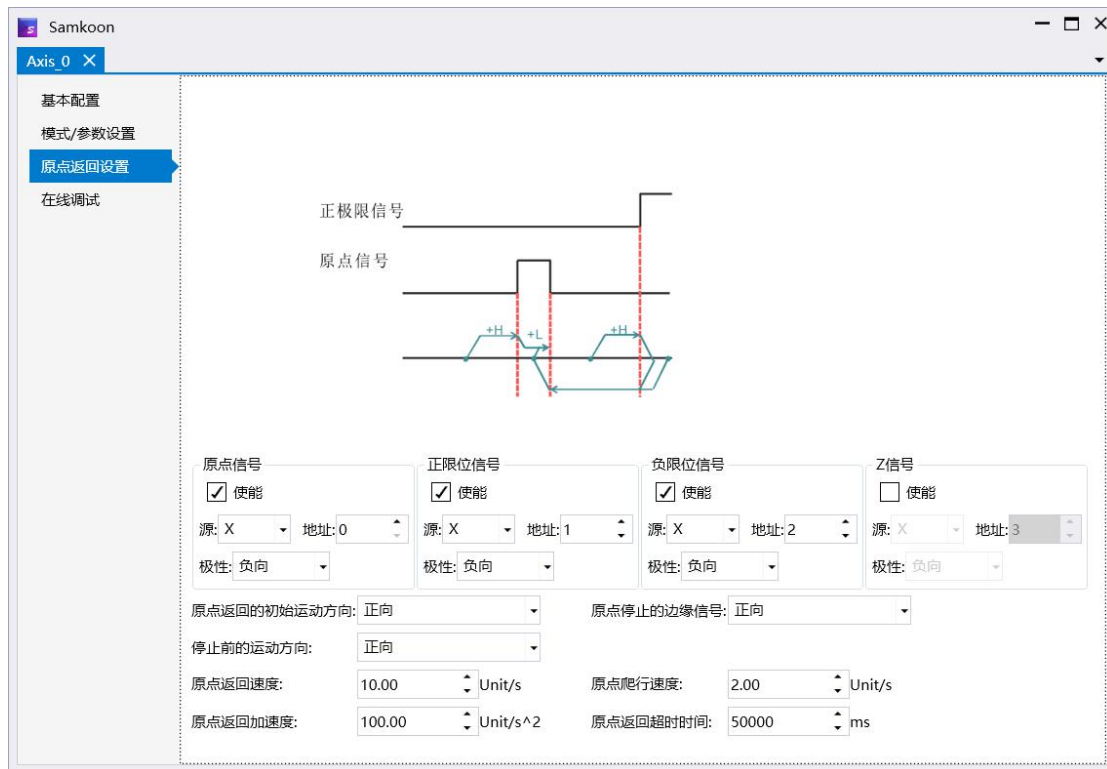 Samkoon
Axis_0
基本配置
模式/参数设置
原点返回设置
在线调试
正极限信号
原点信号
+H +L +H
原点信号 正限位信号 负限位信号 Z信号
使能 使能 使能 使能
源: X 地址: 0 源: X 地址: 1 源: X 地址: 2 源: X 地址: 3
极性: 负向 极性: 负向 极性: 负向 极性: 负向
原点返回的初始运动方向: 正向 原点停止的边缘信号: 正向
停止前的运动方向: 正向
原点返回速度: 10.00 Unit/s 原点爬行速度: 2.00 Unit/s
原点返回加速度: 100.00 Unit/s^2 原点返回超时时间: 50000 ms